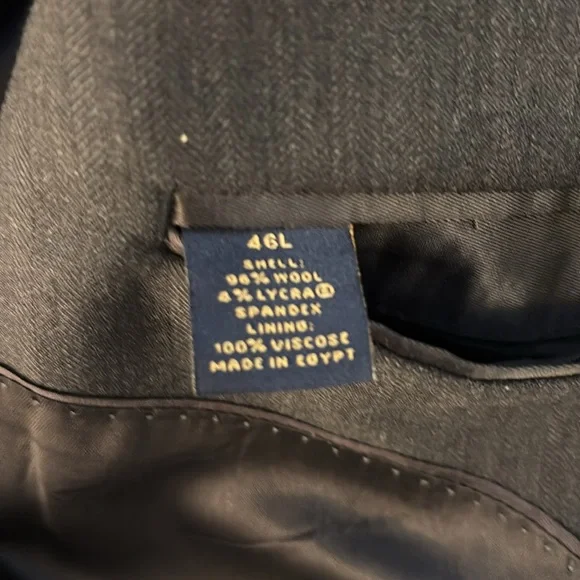 46L
SHELL:
96% WOOL
4% LYCRA®
SPANDEX
LINING:
100% VISCOSE
MADE IN EGYPT